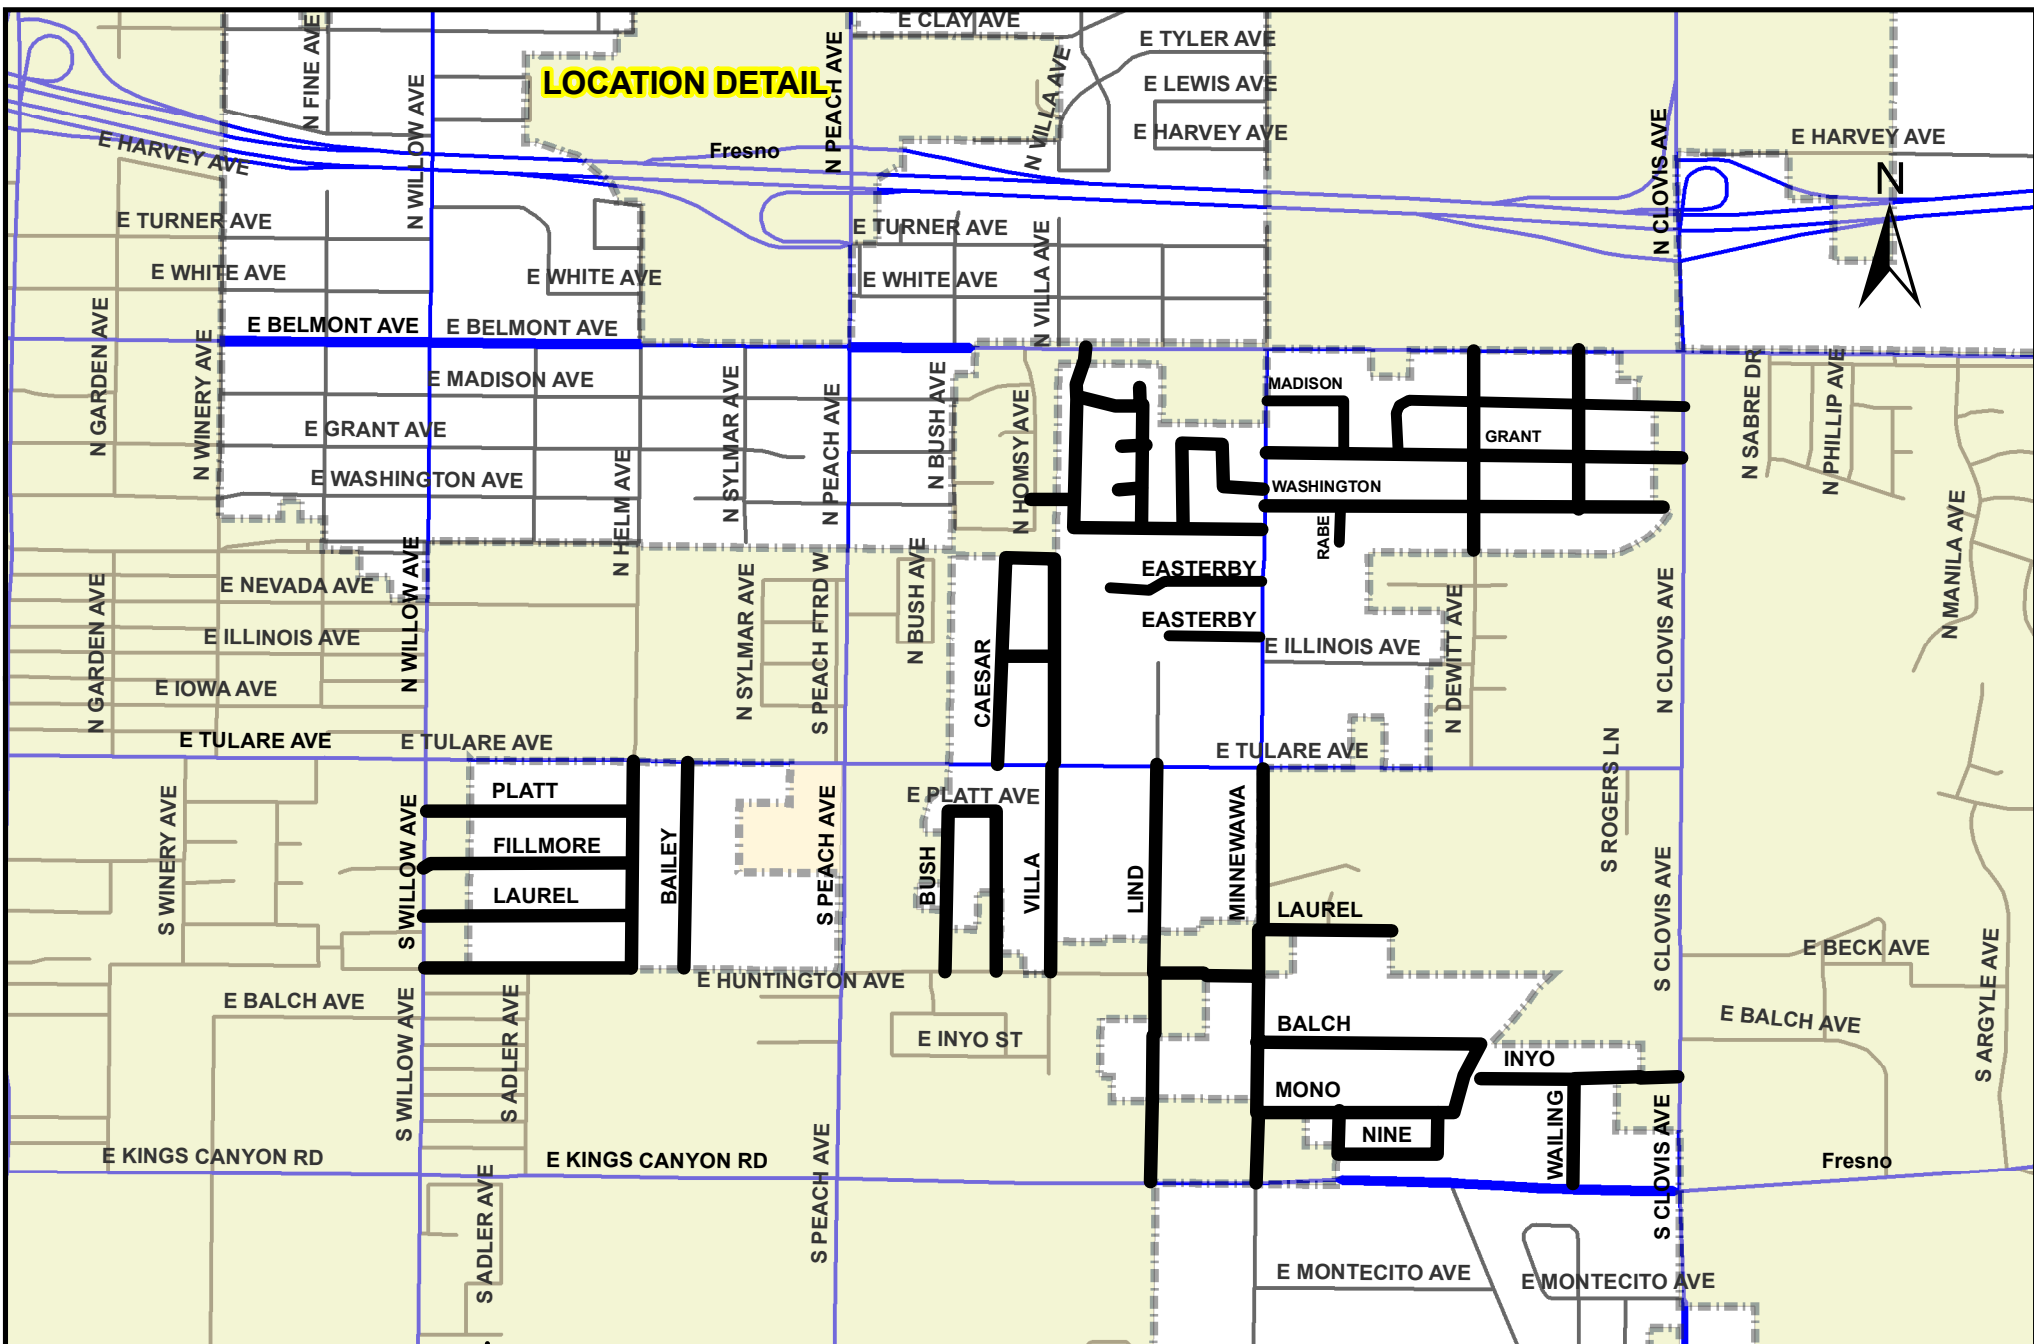 E CLAY AVE
E TYLER AVE
N FINE AVE
LOCATION DETAIL
N PEACH AVE
N VILLA AVE
E LEWIS AVE
N WILLOW AVE
E HARVEY AVE
E HARVEY AVE
E HARVEY AVE
Fresno
N CLOVIS AVE
N
E TURNER AVE
E TURNER AVE
E WHITE AVE
E WHITE AVE
E WHITE AVE
N VILLA AVE
N GARDEN AVE
N WINERY AVE
E BELMONT AVE
E BELMONT AVE
E MADISON AVE
N SYLMAR AVE
N PEACH AVE
N BUSH AVE
N HOMSY AVE
MADISON
N SABRE DR
N PHILLIP AVE
E GRANT AVE
GRANT
E WASHINGTON AVE
N HELM AVE
WASHINGTON
RABE
N MANILA AVE
N WILLOW AVE
E NEVADA AVE
N GARDEN AVE
N SYLMAR AVE
S PEACH FTRD W
N BUSH AVE
EASTERBY
EASTERBY
N DEWITT AVE
N CLOVIS AVE
E ILLINOIS AVE
E ILLINOIS AVE
CAESAR
E IOWA AVE
E TULARE AVE
E TULARE AVE
E TULARE AVE
S ROGERS LN
PLATT
E PLATT AVE
S WINERY AVE
S WILLOW AVE
FILLMORE
BAILEY
S PEACH AVE
BUSH
VILLA
LIND
MINNEWAWA
LAUREL
LAUREL
S CLOVIS AVE
E BECK AVE
S ARGYLE AVE
E HUNTINGTON AVE
E BALCH AVE
S WILLOW AVE
S ADLER AVE
E INYO ST
BALCH
E BALCH AVE
INYO
MONO
NINE
WAILING
S CLOVIS AVE
S PEACH AVE
E KINGS CANYON RD
E KINGS CANYON RD
Fresno
S ADLER AVE
E MONTECITO AVE
E MONTECITO AVE